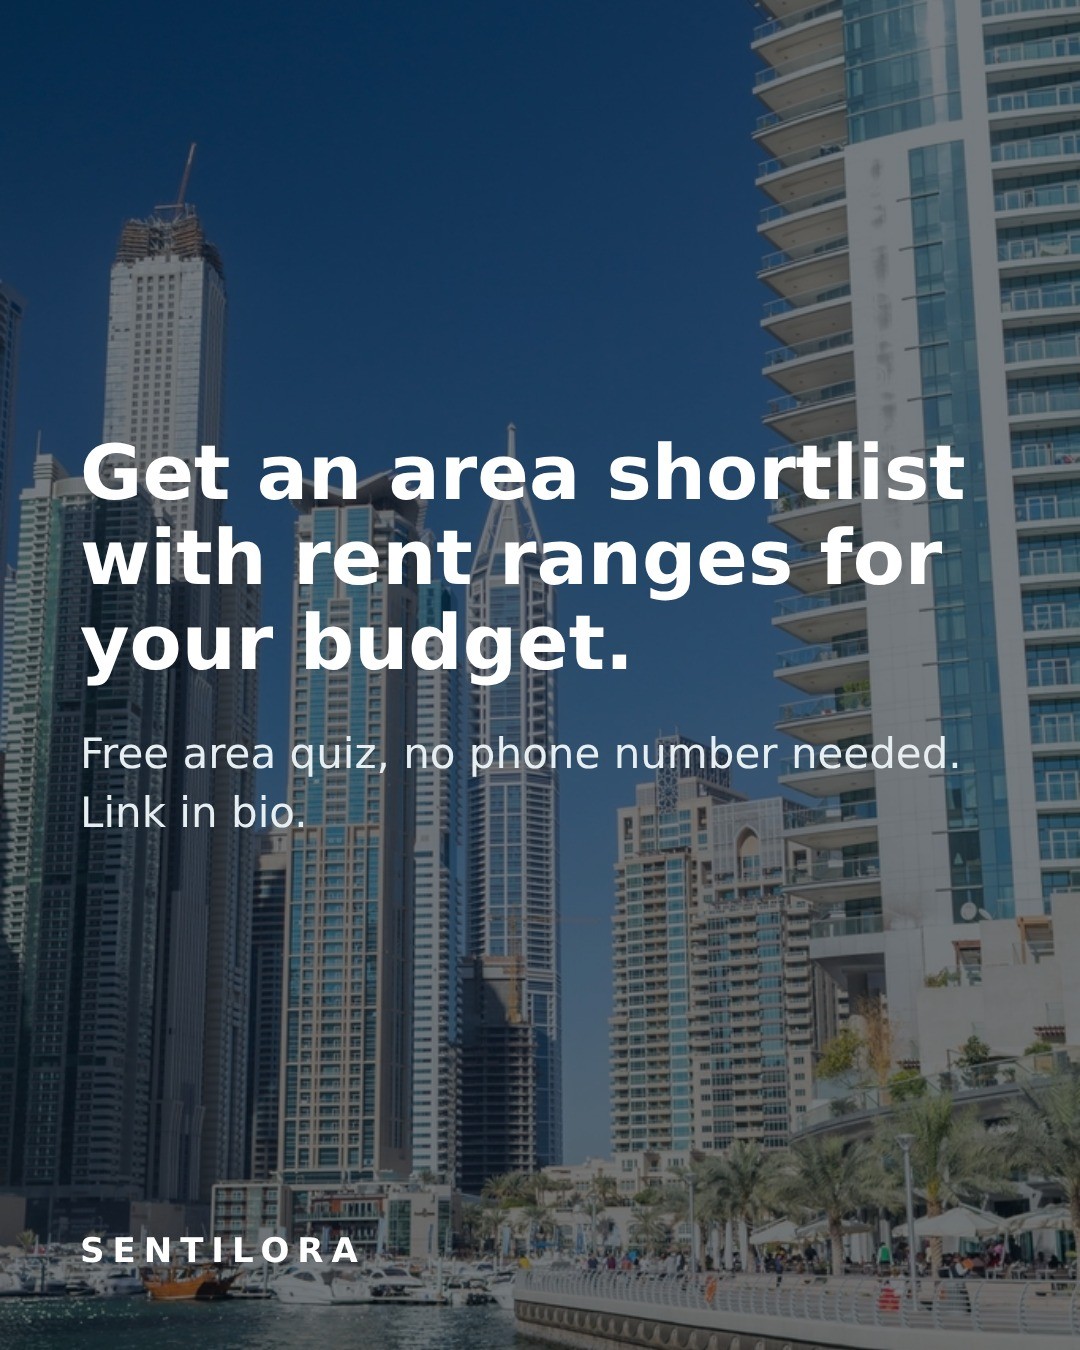 Get an area shortlist
with rent ranges for
your budget.
Free area quiz, no phone number needed.
Link in bio.
SENTILORA